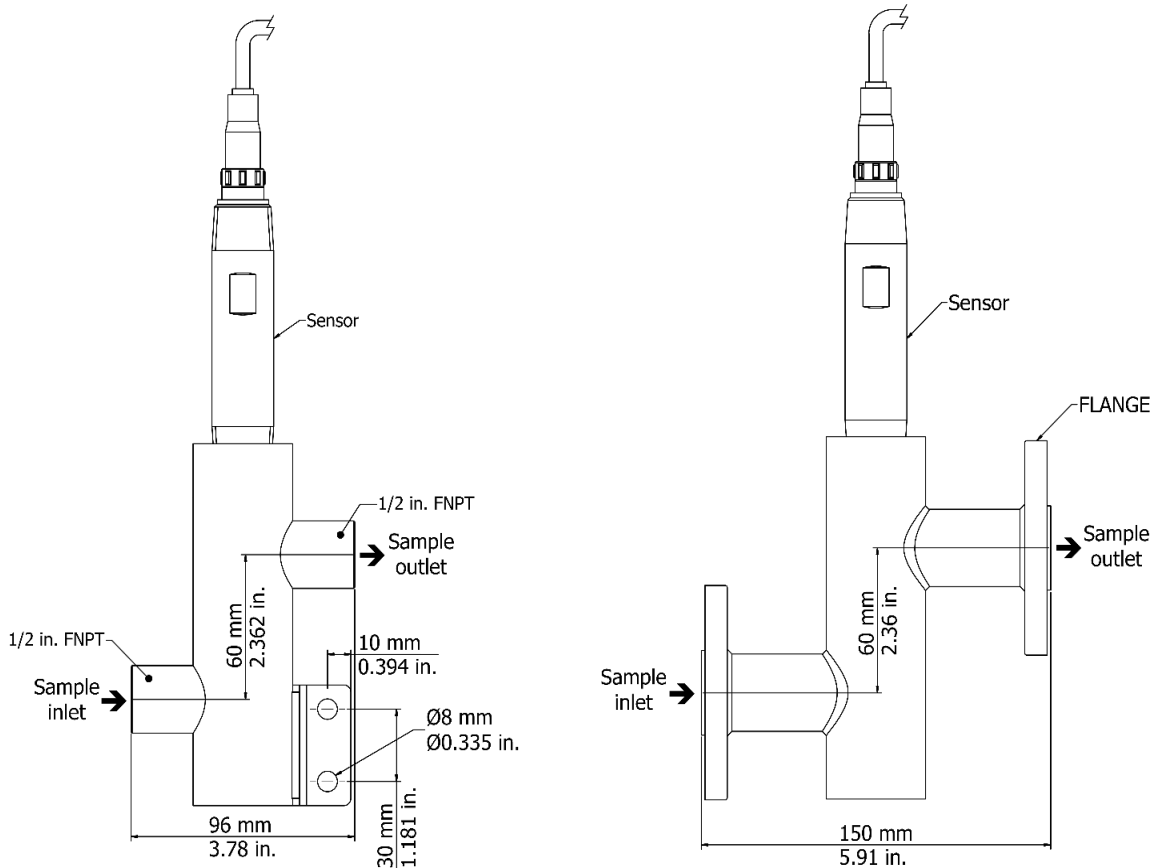 Sensor
1/2 in. FNPT
Sample
outlet
60 mm
2.362 in.
1/2 in. FNPT
Sample
inlet
10 mm
0.394 in.
Ø8 mm
Ø0.335 in.
30 mm
1.181 in.
96 mm
3.78 in.
Sensor
FLANGE
Sample
outlet
60 mm
2.36 in.
Sample
inlet
150 mm
5.91 in.